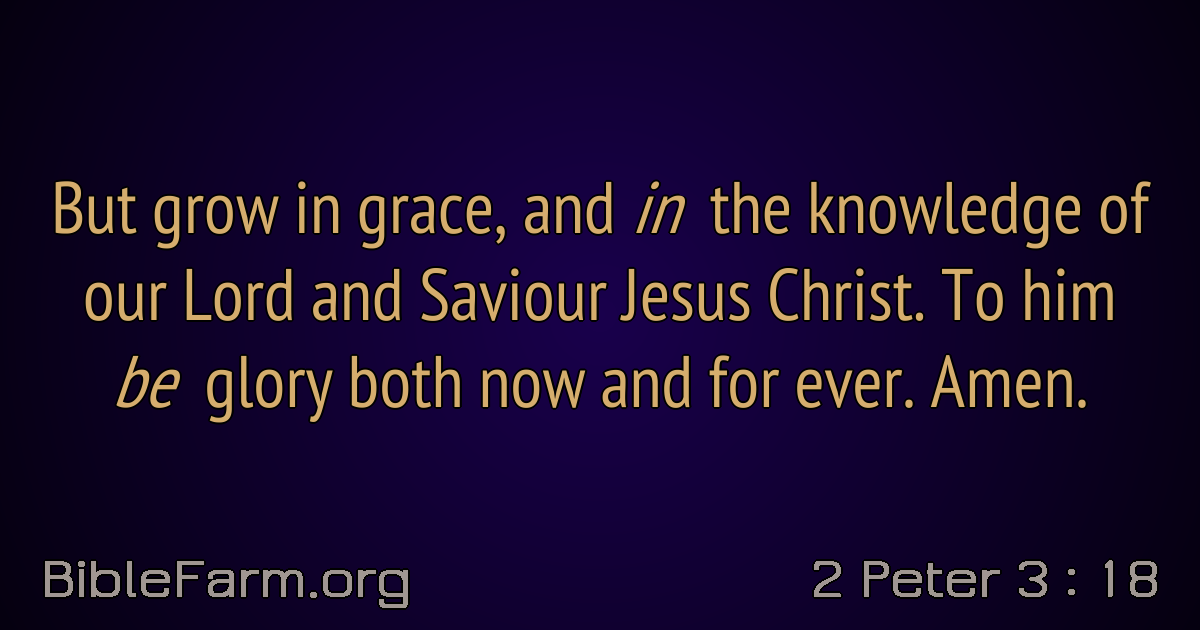 But grow in grace, and in the knowledge of
our Lord and Saviour Jesus Christ. To him
be glory both now and for ever. Amen.
BibleFarm.org
2 Peter 3 : 18